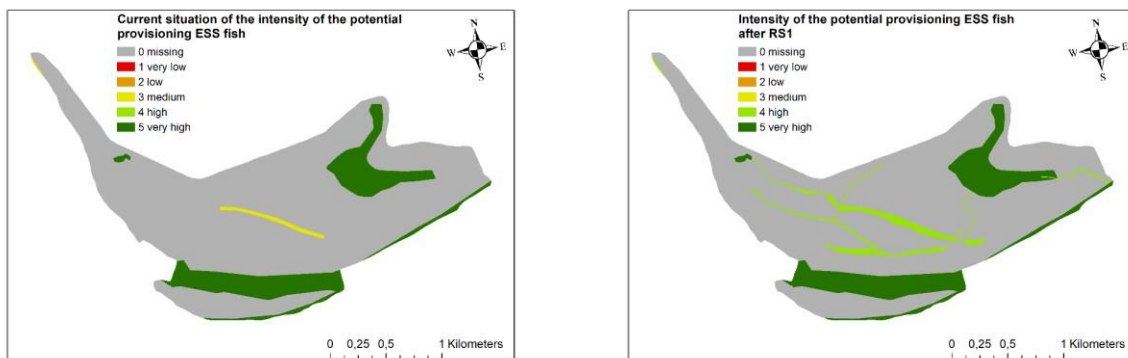 Current situation of the intensity of the potential
provisioning ESS fish
0 missing
1 very low
2 low
3 medium
4 high
5 very high
N
W
E
S
0 0,25 0,5 1 Kilometers
Intensity of the potential provisioning ESS fish
after RS1
0 missing
1 very low
2 low
3 medium
4 high
5 very high
N
W
E
S
0 0,25 0,5 1 Kilometers